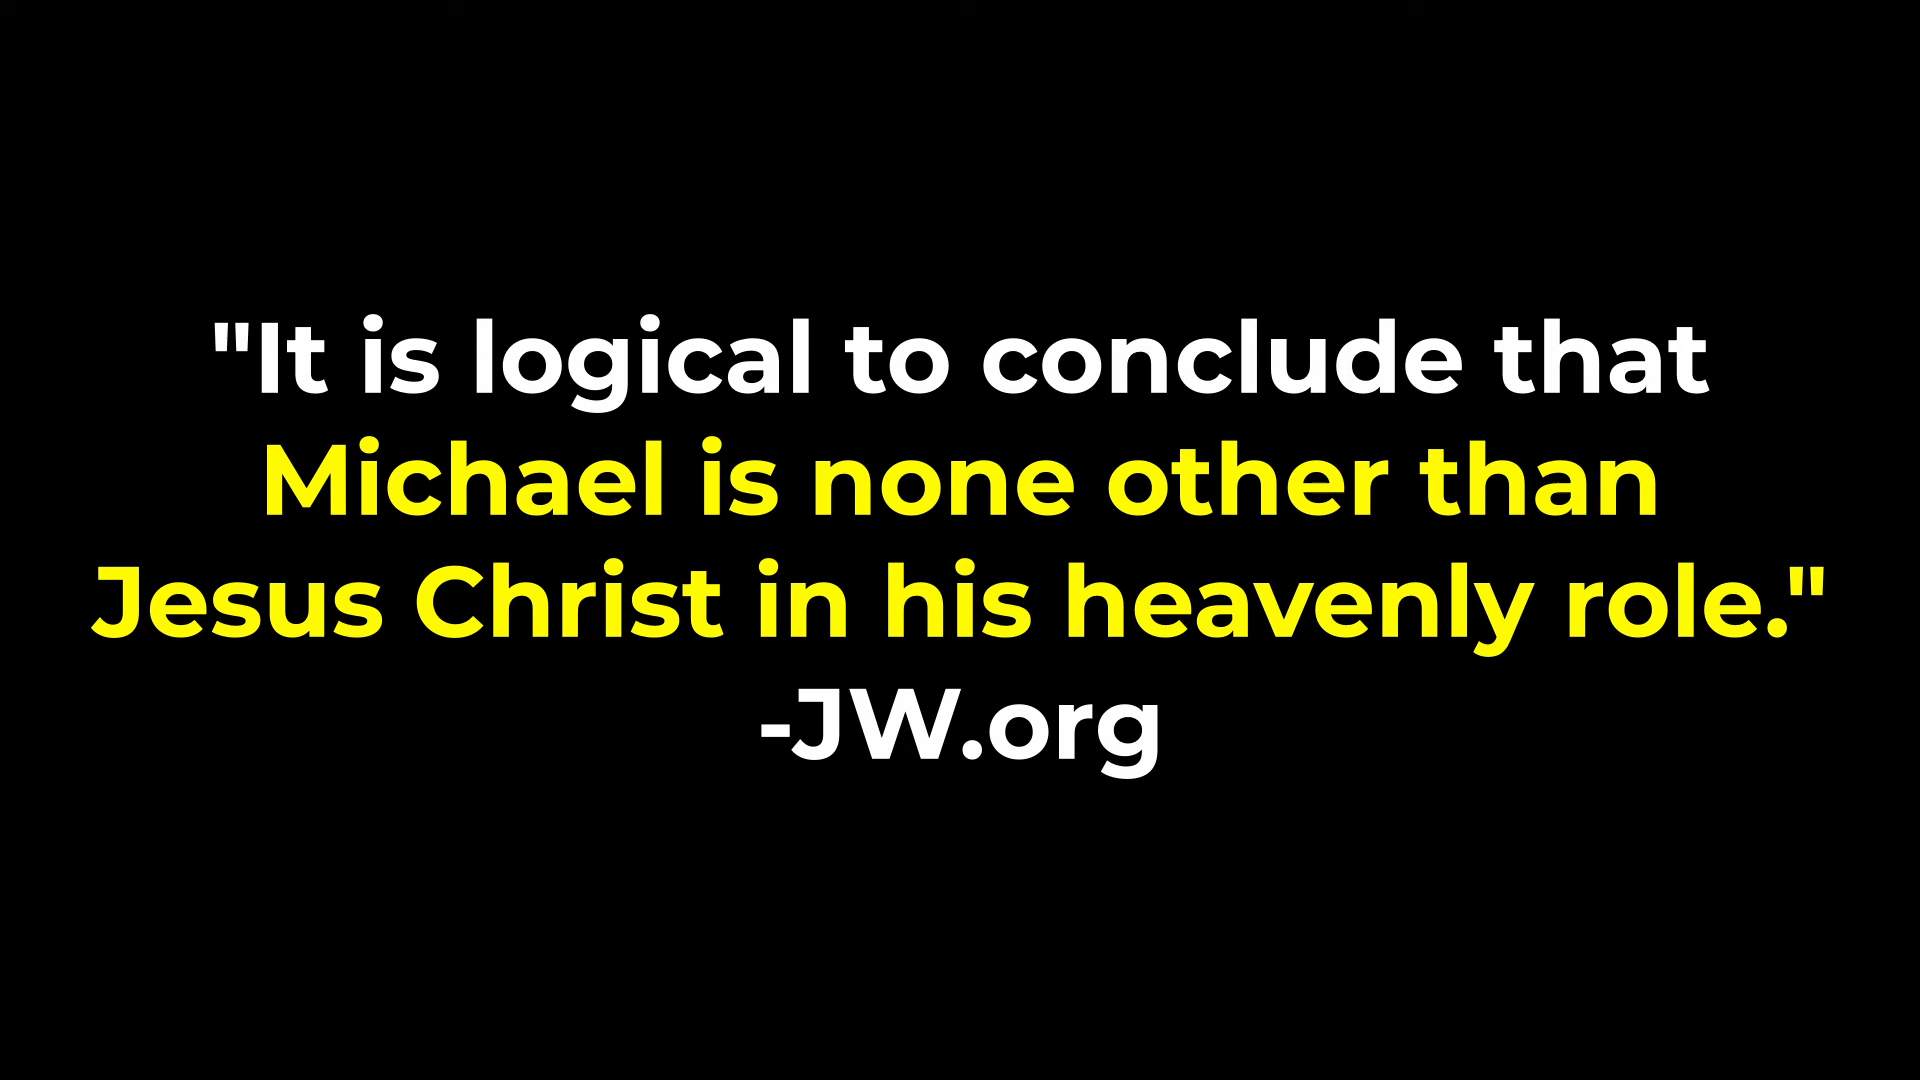 "It is logical to conclude that
Michael is none other than
Jesus Christ in his heavenly role."
-JW.org